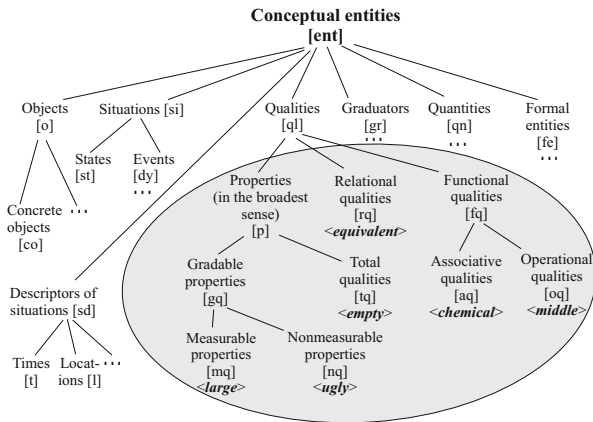 Conceptual entities
[ent]
Objects
[o]
Situations [si]
Qualities
[ql]
Graduators
[gr]
...
Quantities
[qn]
...
Formal
entities
[fe]
...
States
[st]
Events
[dy]
...
Concrete
objects
[co]
...
Properties
(in the broadest
sense)
[p]
Relational
qualities
[rq]
<equivalent>
Functional
qualities
[fq]
Gradable
properties
[gq]
Total
qualities
[tq]
<empty>
Associative
qualities
[aq]
<chemical>
Operational
qualities
[oq]
<middle>
Descriptors of
situations [sd]
Measurable
properties
[mq]
<large>
Nonmeasurable
properties
[nq]
<ugly>
Times
[t]
Locat-
ions [l]
...